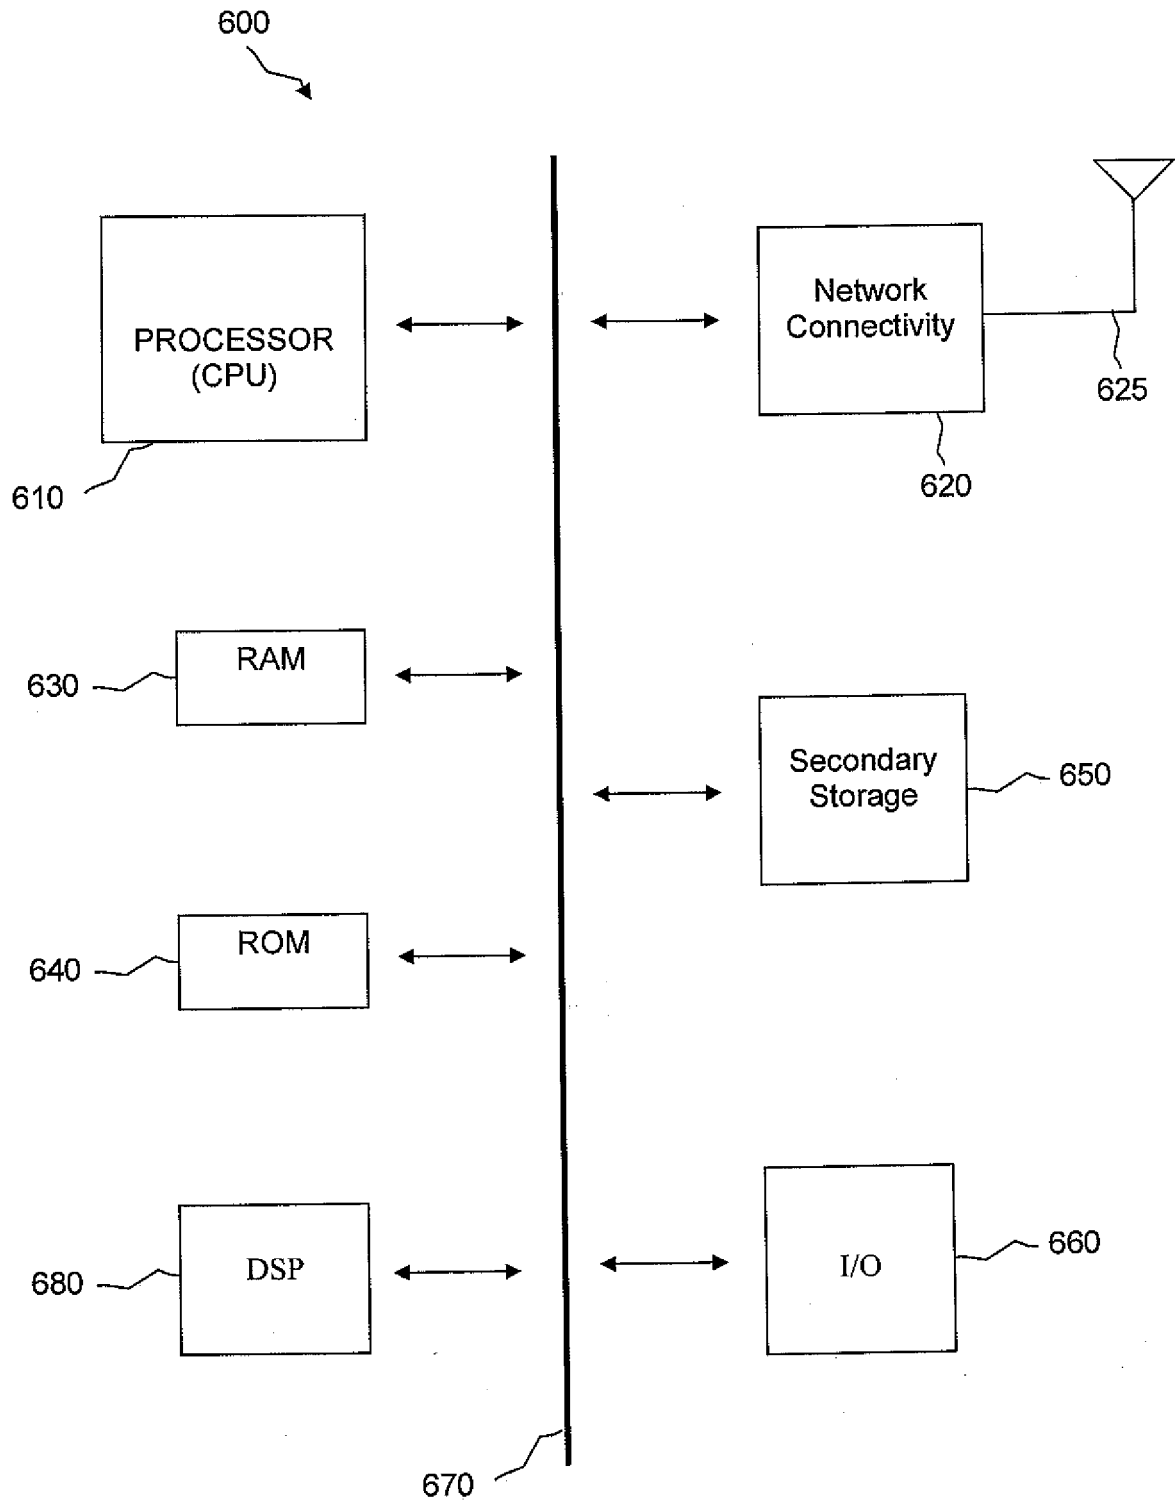 600
PROCESSOR
(CPU)
610
Network
Connectivity
625
620
RAM
630
Secondary
Storage
650
ROM
640
DSP
680
I/O
660
670